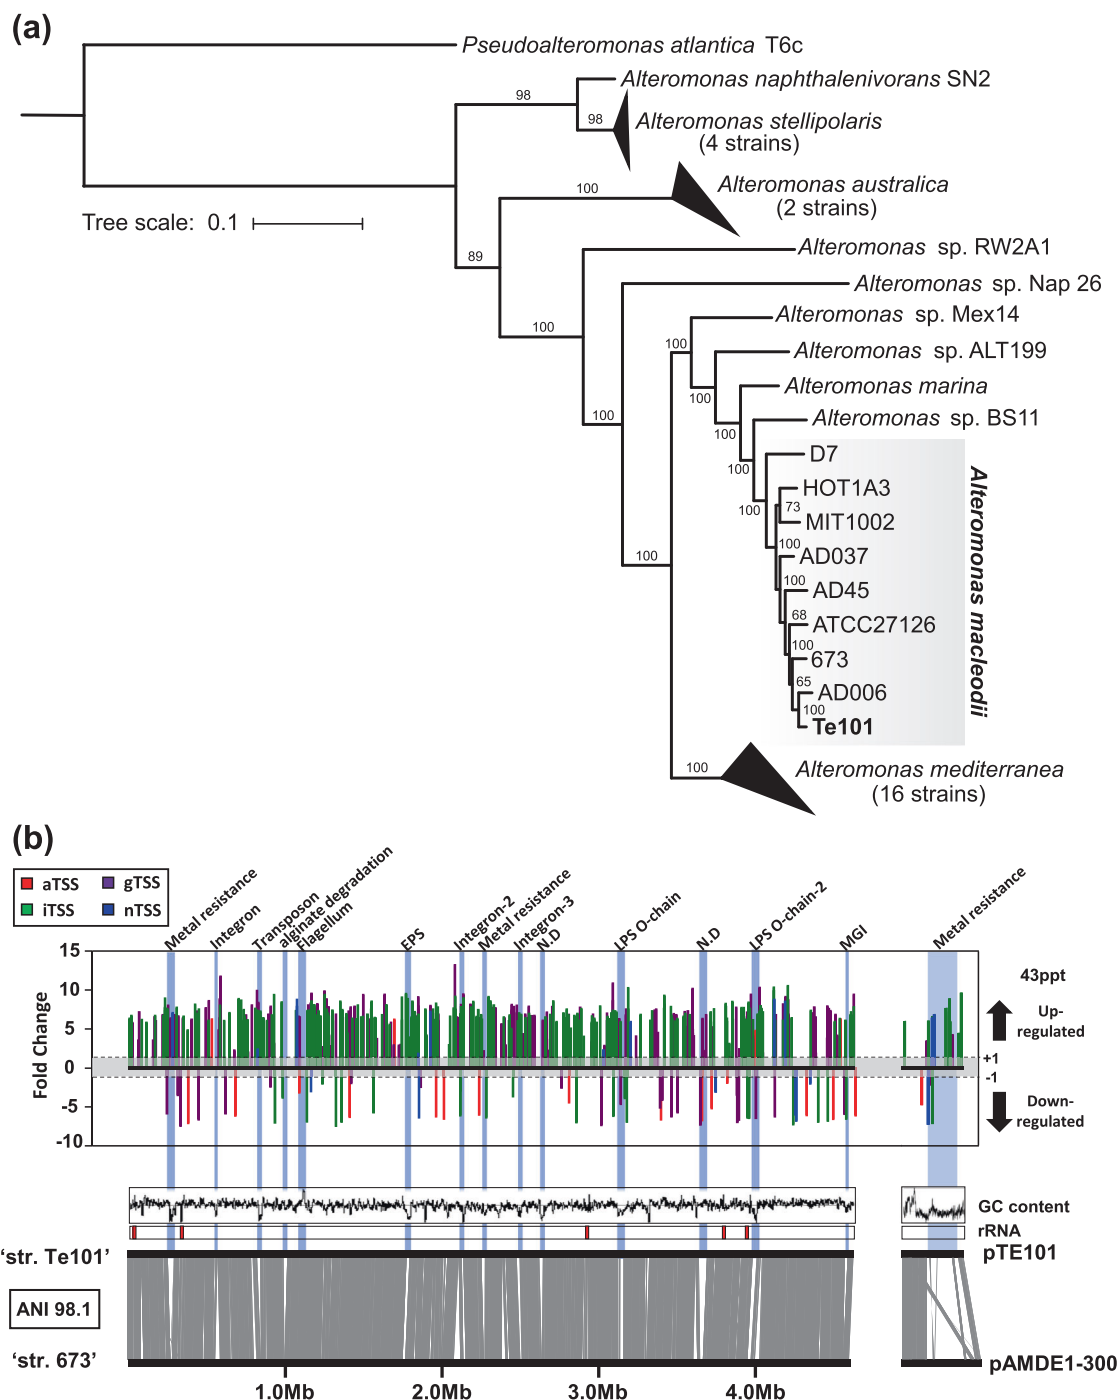 (a)
Pseudoalteromonas atlantica T6c
Alteromonas naphthalenivorans SN2
98
98
Alteromonas stellipolaris
(4 strains)
100
Alteromonas australica
(2 strains)
Tree scale: 0.1
89
Alteromonas sp. RW2A1
Alteromonas sp. Nap 26
100
Alteromonas sp. Mex14
100
Alteromonas sp. ALT199
100
Alteromonas marina
100
Alteromonas sp. BS11
100
100
D7
HOT1A3
73
100
MIT1002
100
AD037
100
AD45
68
ATCC27126
100
673
65
AD006
100
Te101
Alteromonas macleodii
100
100
Alteromonas mediterranea
(16 strains)
(b)
aTSS
gTSS
iTSS
nTSS
Metal resistance
Integron
Transposon
alginate degradation
Flagellum
EPS
Integron-2
Metal resistance
Integron-3
N.D
LPS O-chain
N.D
LPS O-chain-2
MGI
Metal resistance
Fold Change
15
10
5
0
-5
-10
43ppt
Up-
regulated
+1
-1
Down-
regulated
GC content
rRNA
'str. Te101'
pTE101
ANI 98.1
'str. 673'
pAMDE1-300
1.0Mb
2.0Mb
3.0Mb
4.0Mb